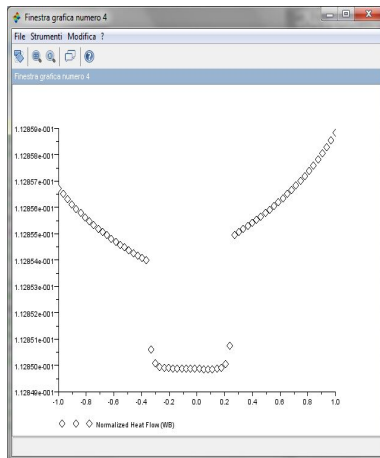 Finestra grafica numero 4
File Strumenti Modifica ?
Finestra grafica numero 4
1.12859e-001
1.12858e-001
1.12857e-001
1.12855e-001
1.12854e-001
1.12853e-001
1.12852e-001
1.12851e-001
1.12850e-001
1.12849e-001
-1.0 -0.8 -0.6 -0.4 -0.2 0.0 0.2 0.4 0.6 0.8 1.0
Normalized Heat Flow (WB)